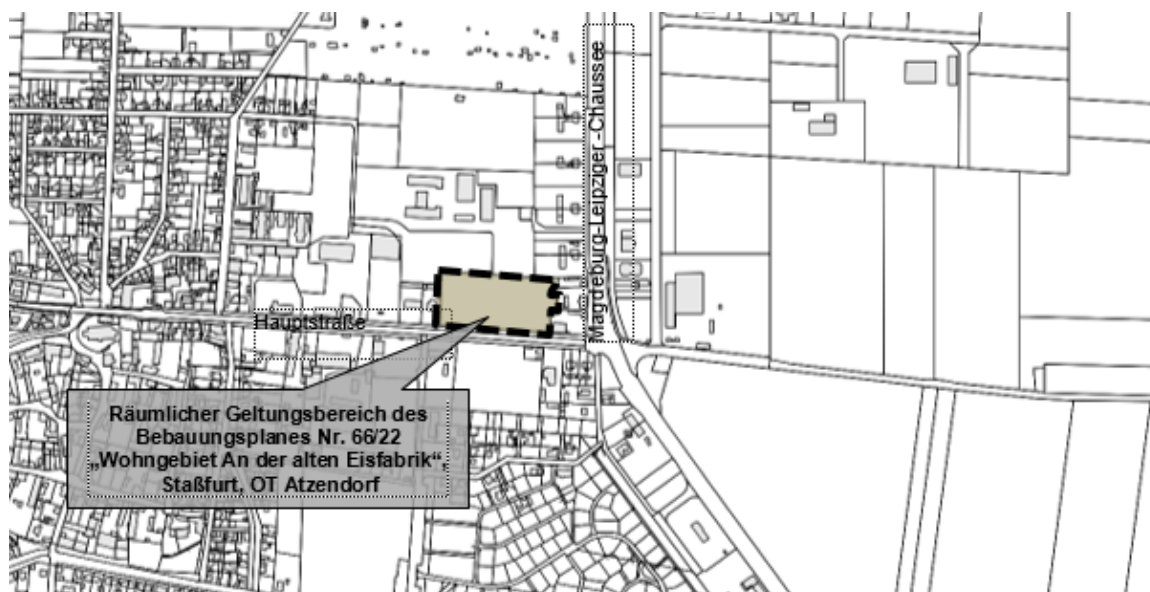 Magdeburg-Leipziger -Chaussee
Hauptstraße
Räumlicher Geltungsbereich des
Bebauungsplanes Nr. 66/22
„Wohngebiet An der alten Eisfabrik“,
Staßfurt, OT Atzendorf